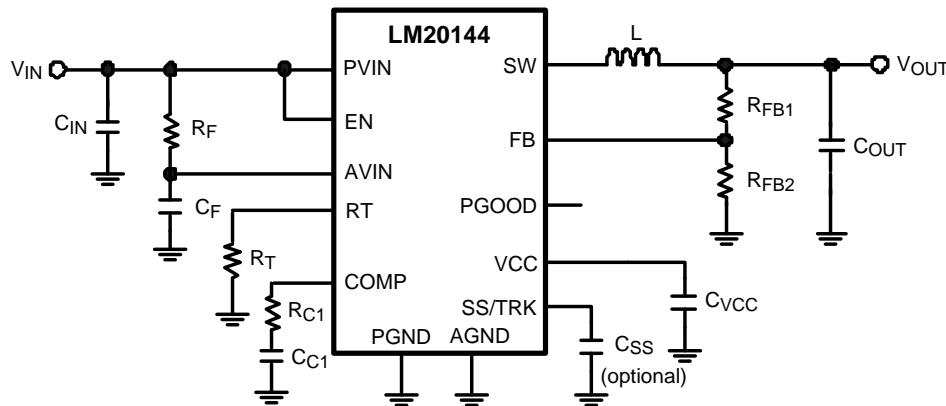 LM20144
L
VIN
PVIN
SW
VOUT
RFB1
CIN
RF
EN
FB
COUT
AVIN
RFB2
CF
RT
PGOOD
RT
COMP
VCC
RC1
SS/TRK
CVCC
PGND
AGND
CC1
CSS
(optional)